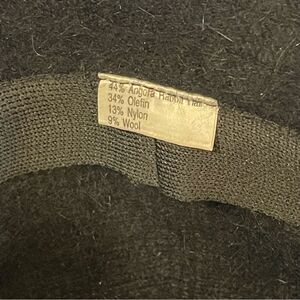 44% Angora Rabbit Hair
34% Olefin
13% Nylon
9% Wool